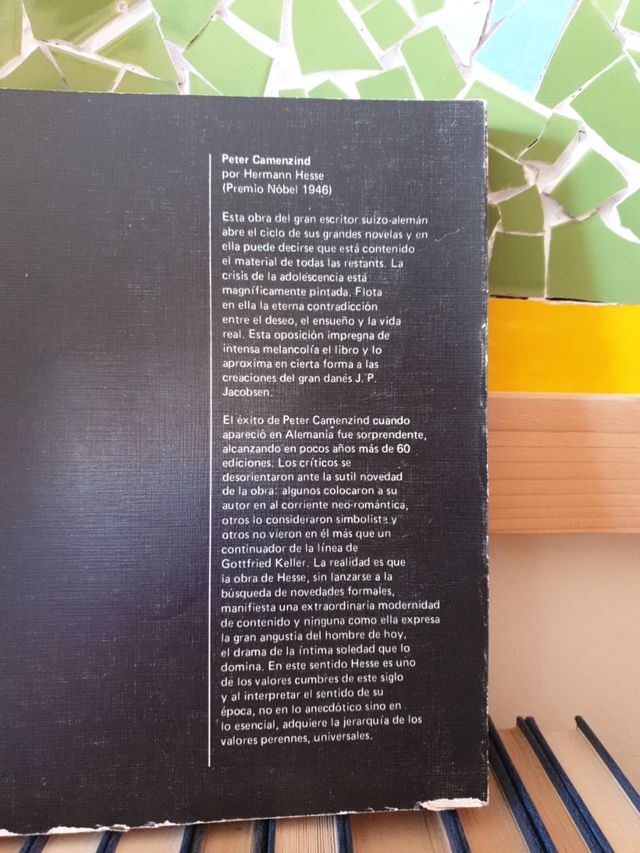 Peter Camenzind
por Hermann Hesse
(Premio Nóbel 1946)
Esta obra del gran escritor suizo-alemán
abre el ciclo de sus grandes novelas y en
ella puede decirse que está contenido
el material de todas las restants. La
crisis de la adolescencia está
magníficamente pintada. Flota
en ella la eterna contradicción
entre el deseo, el ensueño y la vida
real. Esta oposición impregna de
intensa melancolía el libro y lo
aproxima en cierta forma a las
creaciones del gran danés J. P.
Jacobsen.
El éxito de Peter Camenzind cuando
apareció en Alemania fue sorprendente,
alcanzando en pocos años más de 60
ediciones. Los críticos se
desorientaron ante la sutil novedad
de la obra: algunos colocaron a su
autor en al corriente neo-romántica,
otros lo consideraron simbolista y
otros no vieron en él más que un
continuador de la línea de
Gottfried Keller. La realidad es que
la obra de Hesse, sin lanzarse a la
búsqueda de novedades formales,
manifiesta una extraordinaria modernidad
de contenido y ninguna como ella expresa
la gran angustia del hombre de hoy,
el drama de la íntima soledad que lo
domina. En este sentido Hesse es uno
de los valores cumbres de este siglo
y al interpretar el sentido de su
época, no en lo anecdótico sino en
lo esencial, adquiere la jerarquía de los
valores perennes, universales.